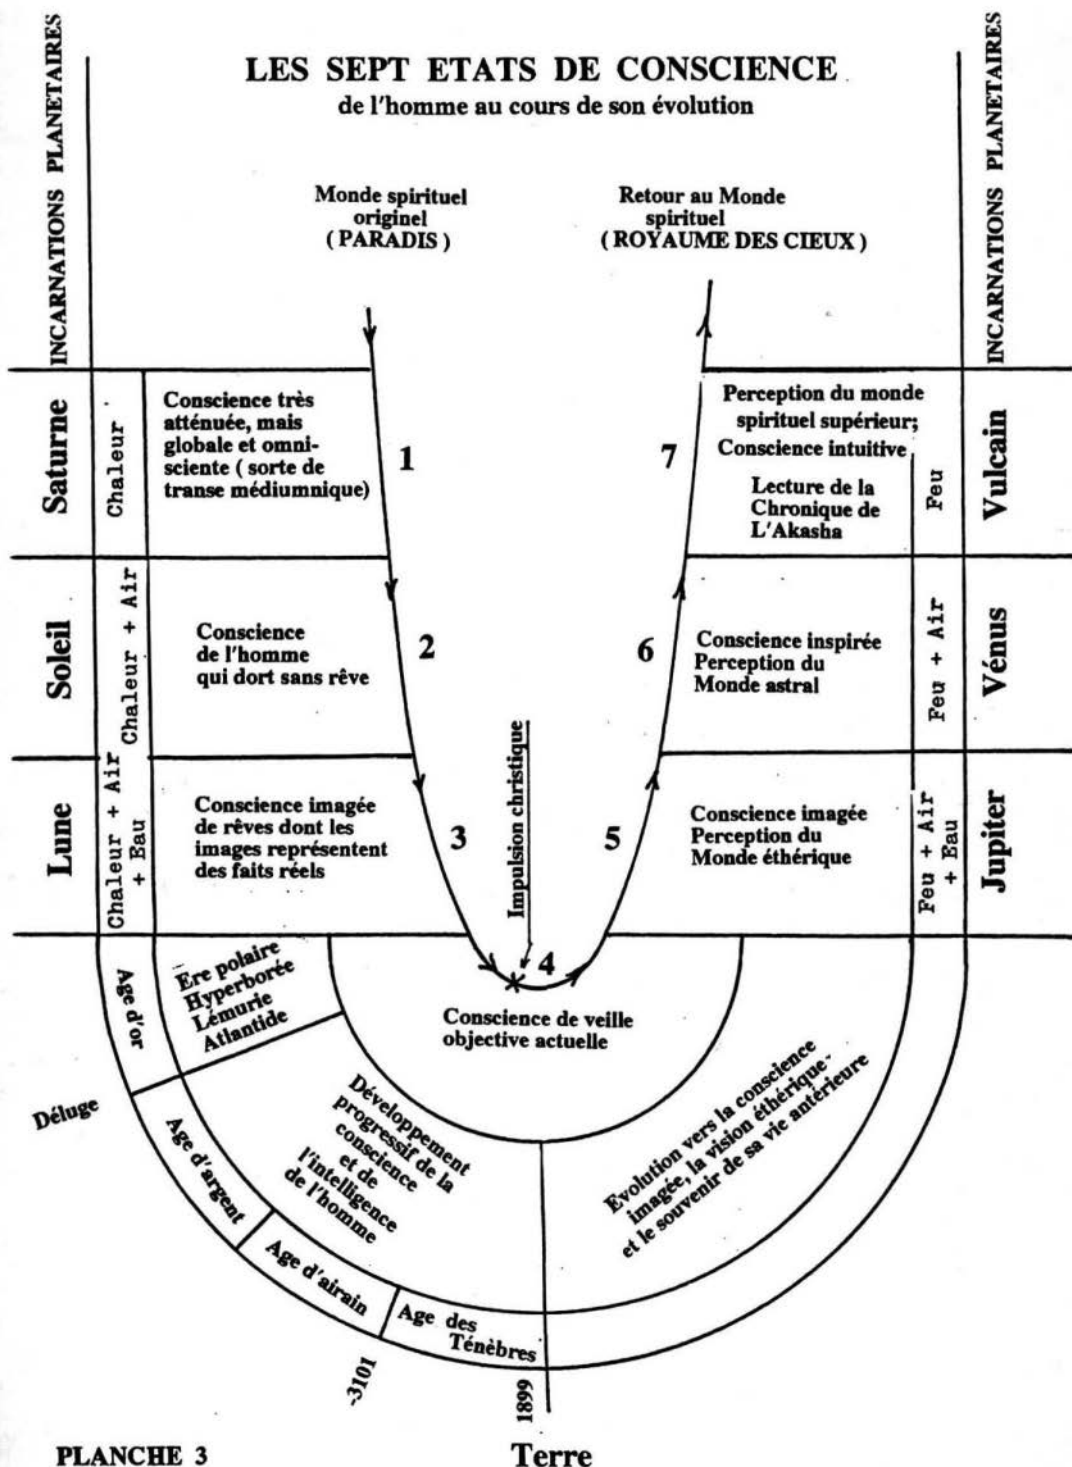 LES SEPT ETATS DE CONSCIENCE
de l'homme au cours de son évolution
INCARNATIONS PLANETAIRES
INCARNATIONS PLANETAIRES
Monde spirituel
originel
( PARADIS )
Retour au Monde
spirituel
( ROYAUME DES CIEUX )
Saturne
Chaleur
Conscience très
atténuée, mais
globale et omni-
sciente ( sorte de
transe médiumnique)
1
7
Perception du monde
spirituel supérieur;
Conscience intuitive
Lecture de la
Chronique de
L'Akasha
Feu
Vulcain
Soleil
Chaleur + Air
Conscience
de l'homme
qui dort sans rêve
2
6
Conscience inspirée
Perception du
Monde astral
Feu + Air
Vénus
Lune
Chaleur + Air
+ Eau
Conscience imagée
de rêves dont les
images représentent
des faits réels
3
Impulsion christique
5
Conscience imagée
Perception du
Monde éthérique
Feu + Air
+ Eau
Jupiter
4
Conscience de veille
objective actuelle
Age d'or
Ere polaire
Hyperborée
Lémurie
Atlantide
Déluge
Age d'argent
Développement
progressif de la
conscience
et de
l'intelligence
de l'homme
Evolution vers la conscience
imagée, la vision éthérique-
et le souvenir de sa vie antérieure
Age d'airain
Age des
Ténèbres
-3101
1899
PLANCHE 3
Terre